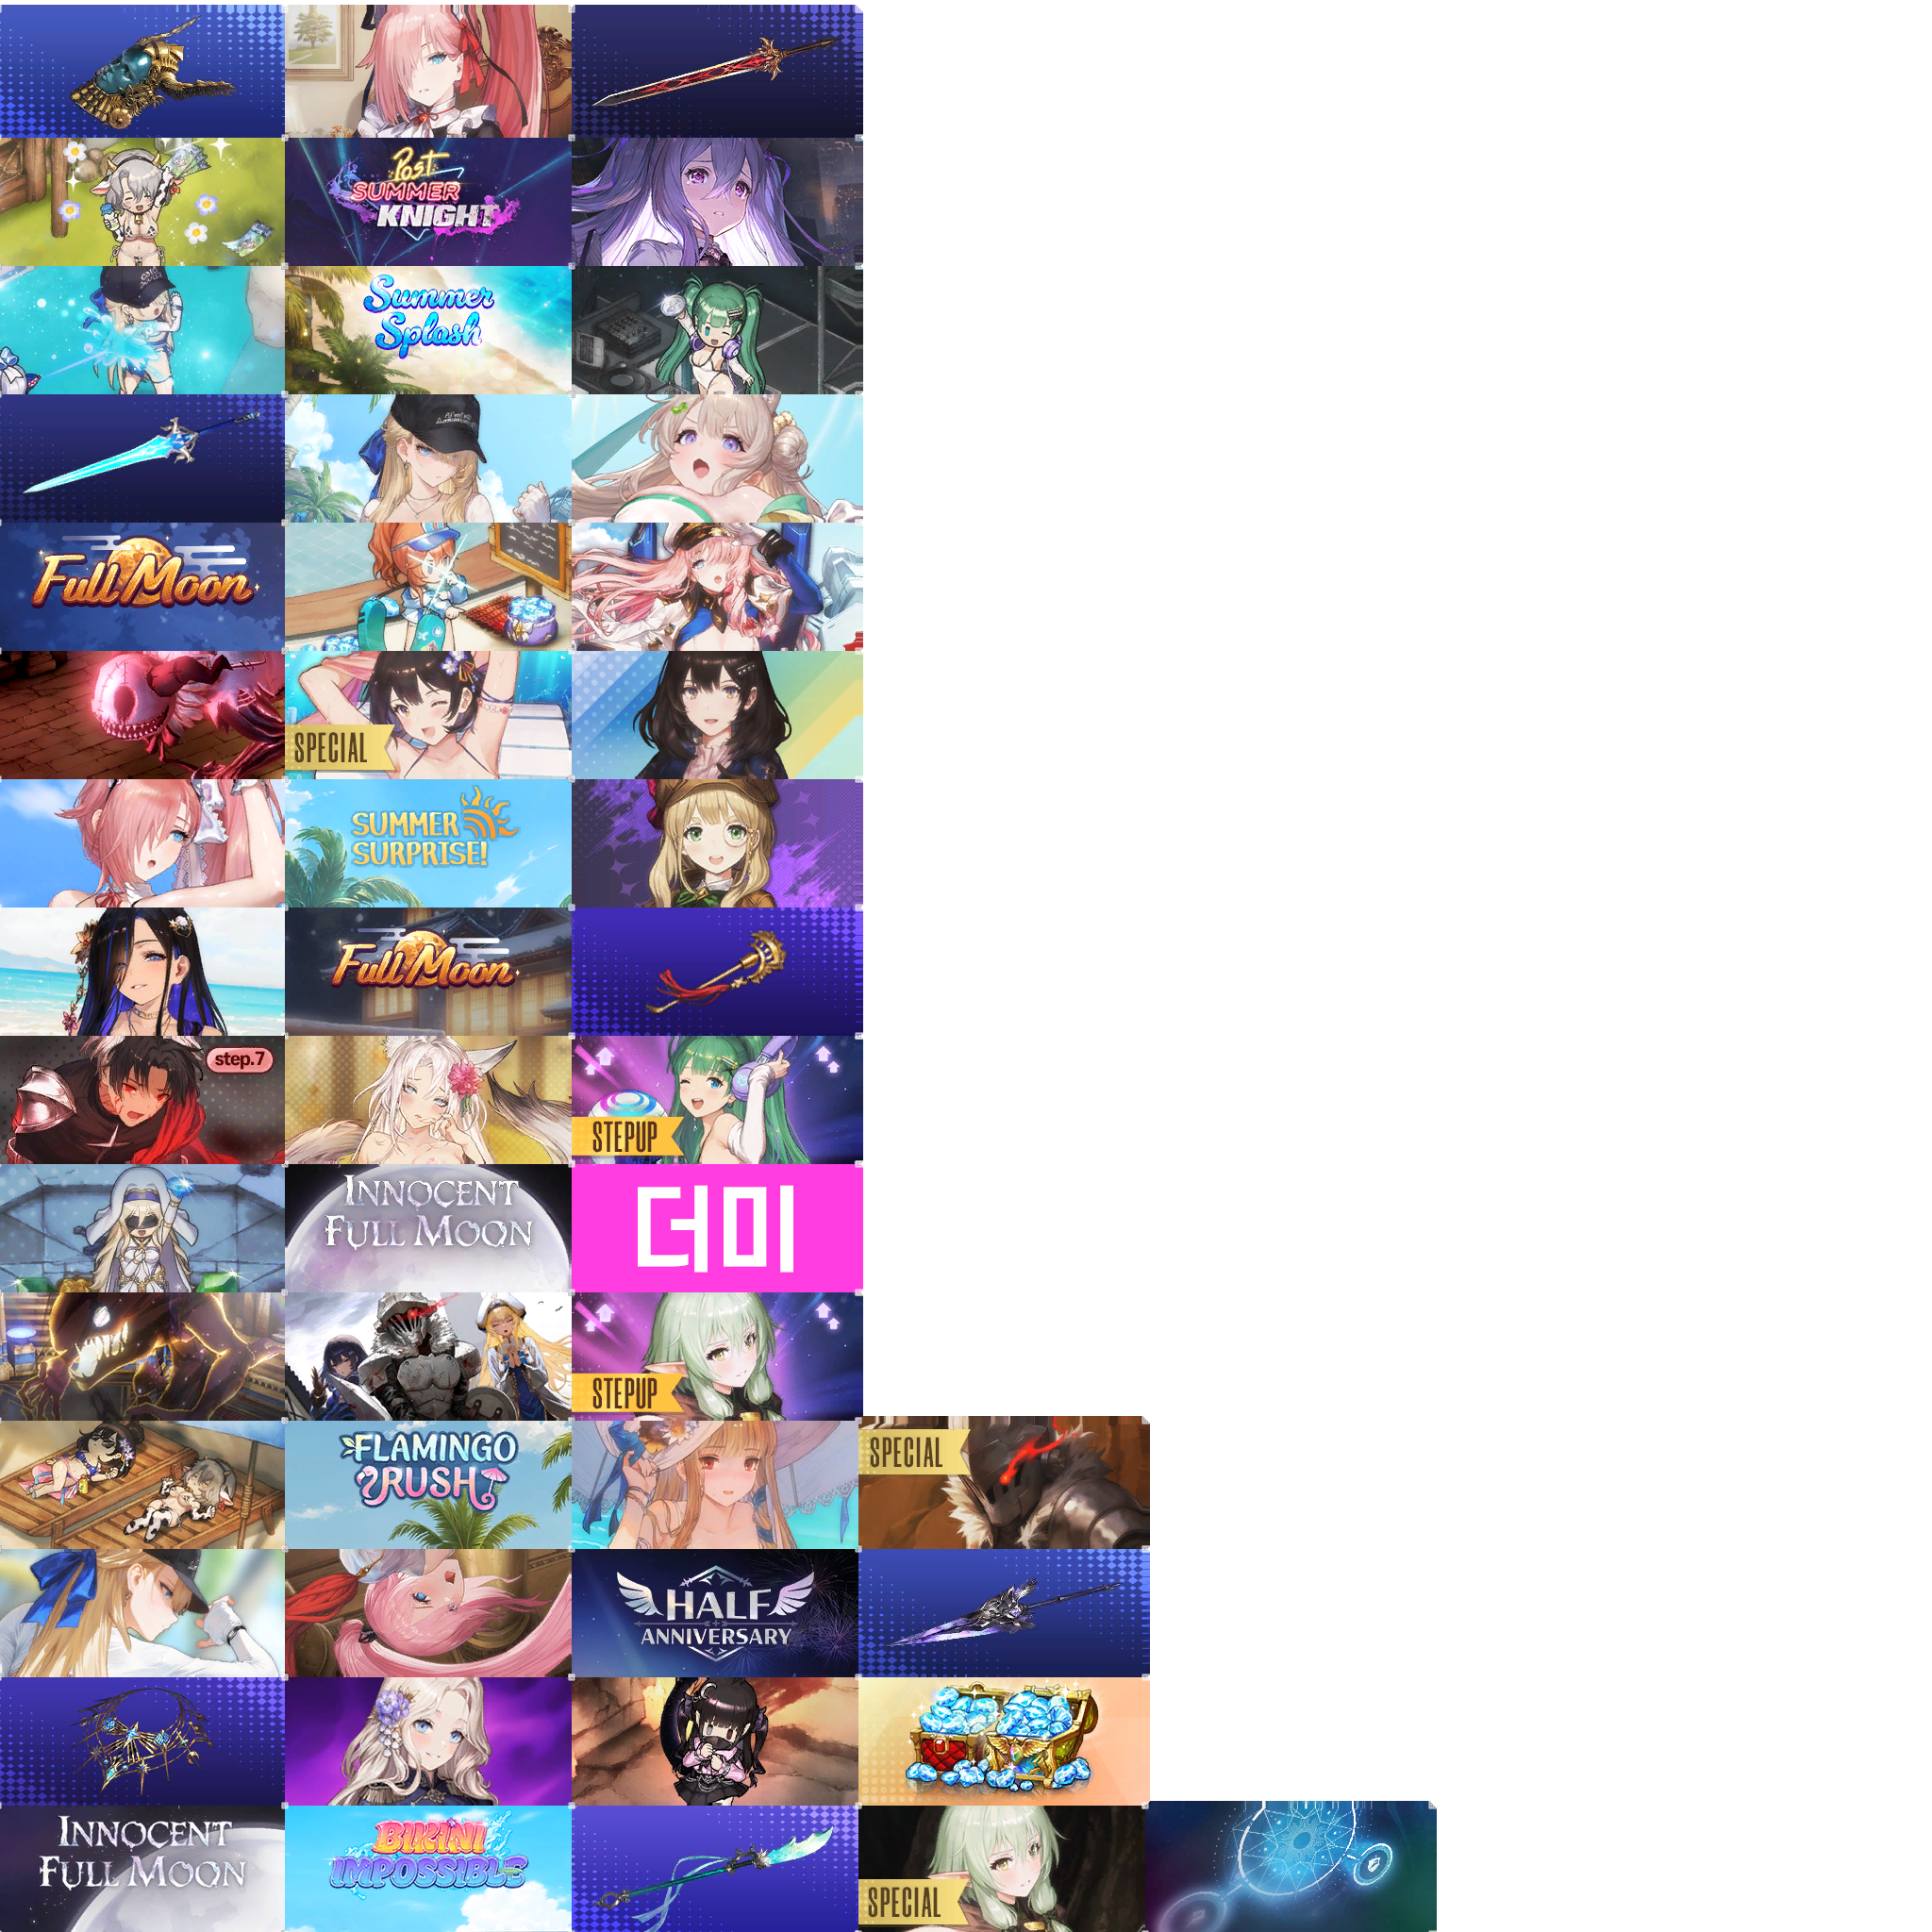 Post
SUMMER
KNIGHT
Summer
Splash
Full Moon
SPECIAL
SUMMER
SURPRISE!
Full Moon
step.7
STEPUP
INNOCENT
FULL MOON
더미
STEPUP
FLAMINGO
RUSH
SPECIAL
HALF
ANNIVERSARY
INNOCENT
FULL MOON
BIKINI
IMPOSSIBLE
SPECIAL